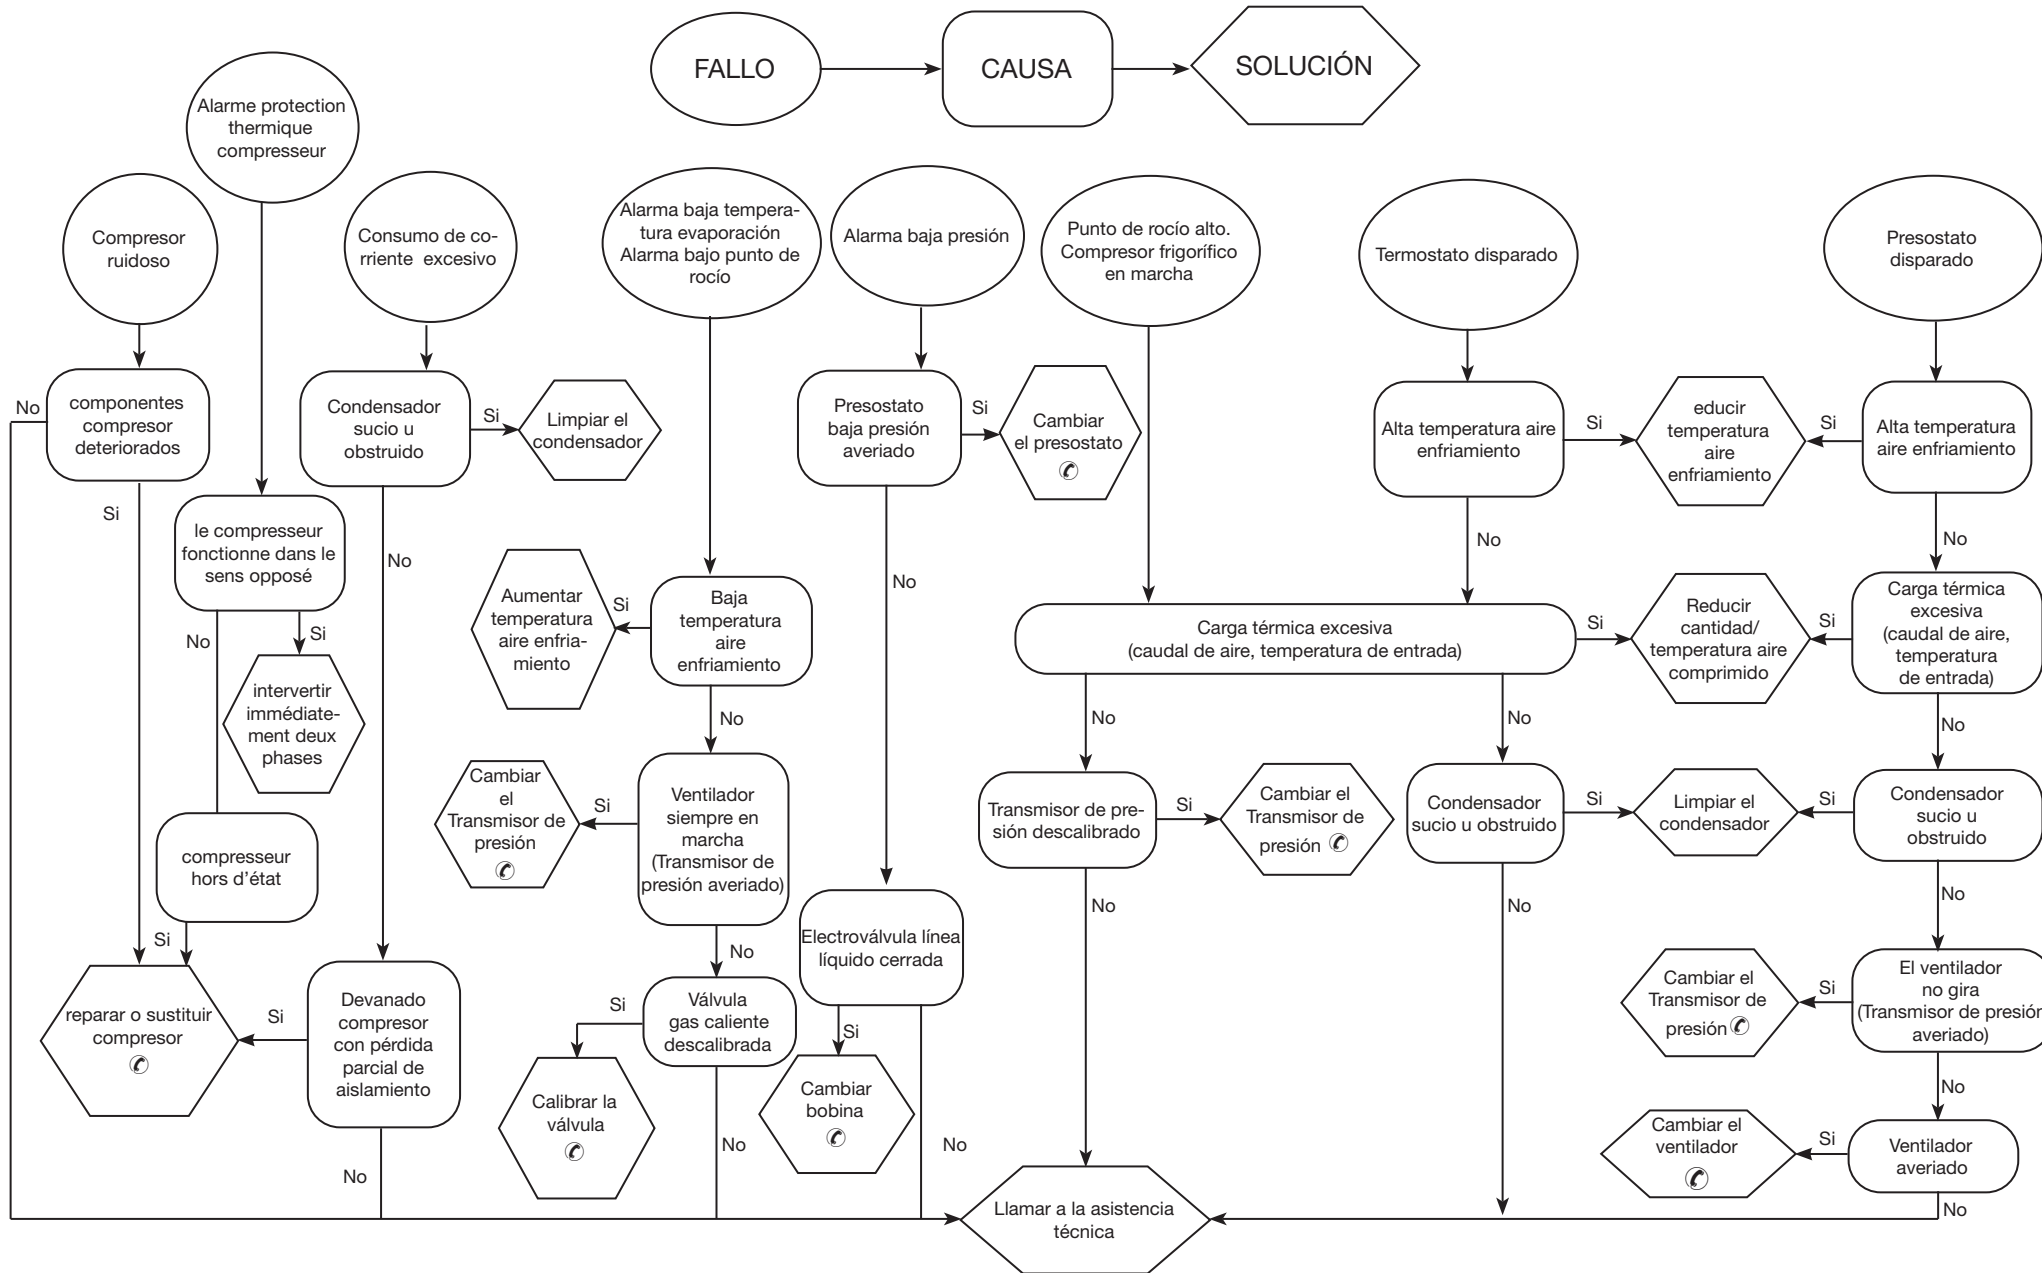 FALLO
CAUSA
SOLUCIÓN
Alarme protection
thermique
compresseur
Compresor
ruidoso
Consumo de co-
rriente excesivo
Alarma baja tempera-
tura evaporación
Alarma bajo punto de
rocío
Alarma baja presión
Punto de rocío alto.
Compresor frigorífico
en marcha
Termostato disparado
Presostato
disparado
No
componentes
compresor
deteriorados
Si
Condensador
sucio u
obstruido
Si
Limpiar el
condensador
No
le compresseur
fonctionne dans le
sens opposé
No
Si
intervertir
immédiate-
ment deux
phases
compresseur
hors d'état
Si
reparar o sustituir
compresor
✆
Si
Devanado
compresor
con pérdida
parcial de
aislamiento
No
Aumentar
temperatura
aire enfria-
miento
Si
Baja
temperatura
aire
enfriamiento
No
Cambiar
el
Transmisor de
presión
✆
Si
Ventilador
siempre en
marcha
(Transmisor de
presión averiado)
No
Si
Válvula
gas caliente
descalibrada
Calibrar la
válvula
✆
No
Presostato
baja presión
averiado
Si
Cambiar
el presostato
✆
No
Electroválvula línea
líquido cerrada
Si
Cambiar
bobina
✆
No
Alta temperatura aire
enfriamiento
Si
educir
temperatura
aire
enfriamiento
Si
Alta temperatura
aire enfriamiento
No
No
Carga térmica excesiva
(caudal de aire, temperatura de entrada)
Si
Reducir
cantidad/
temperatura aire
comprimido
Si
Carga térmica
excesiva
(caudal de aire,
temperatura
de entrada)
No
No
No
Transmisor de pre-
sión descalibrado
Si
Cambiar el
Transmisor de
presión ✆
Condensador
sucio u obstruido
Si
Limpiar el
condensador
Si
Condensador
sucio u
obstruido
No
No
No
Cambiar el
Transmisor de
presión ✆
Si
El ventilador
no gira
(Transmisor de presión
averiado)
No
Cambiar el
ventilador
✆
Si
Ventilador
averiado
No
Llamar a la asistencia
técnica